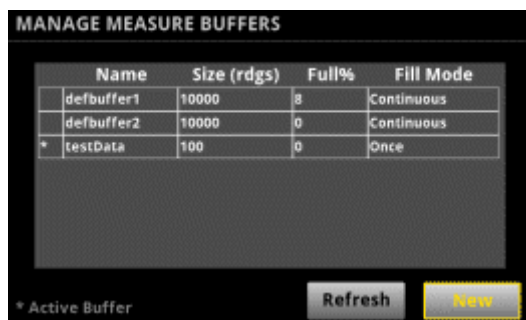 MANAGE MEASURE BUFFERS
Name Size (rdgs) Full% Fill Mode
defbuffer1 10000 8 Continuous
defbuffer2 10000 0 Continuous
* testData 100 0 Once
* Active Buffer Refresh New